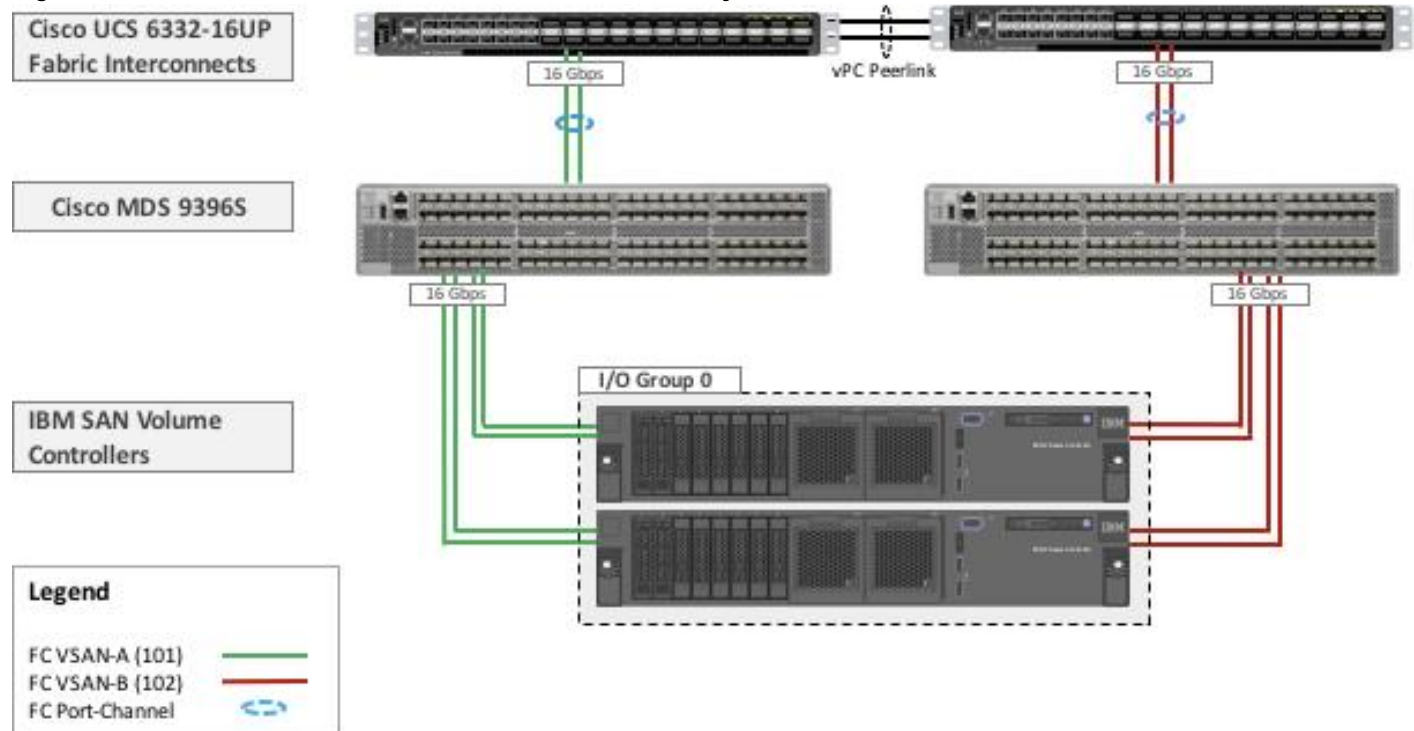 Cisco UCS 6332-16UP
Fabric Interconnects
16 Gbps
vPC Peerlink
16 Gbps
Cisco MDS 9396S
16 Gbps
16 Gbps
I/O Group 0
IBM SAN Volume
Controllers
IBM
IBM
Legend
FC VSAN-A (101)
FC VSAN-B (102)
FC Port-Channel